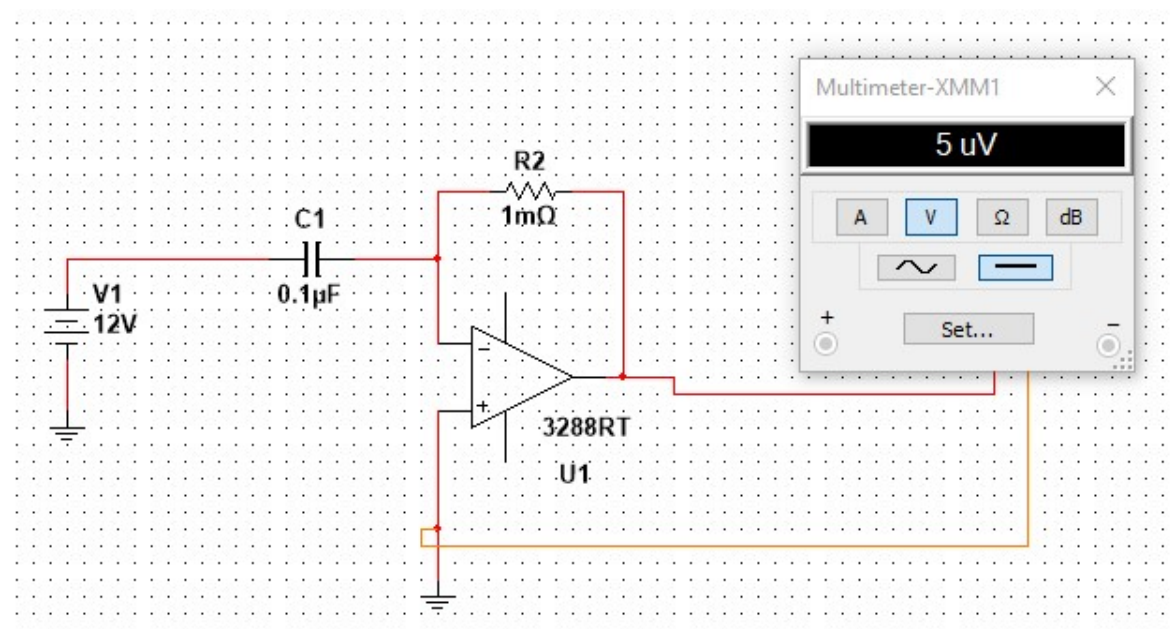 Multimeter-XMM1
5 uV
A V Ω dB
+ −
Set...
R2
1mΩ
C1
0.1µF
V1
12V
−
+
3288RT
U1